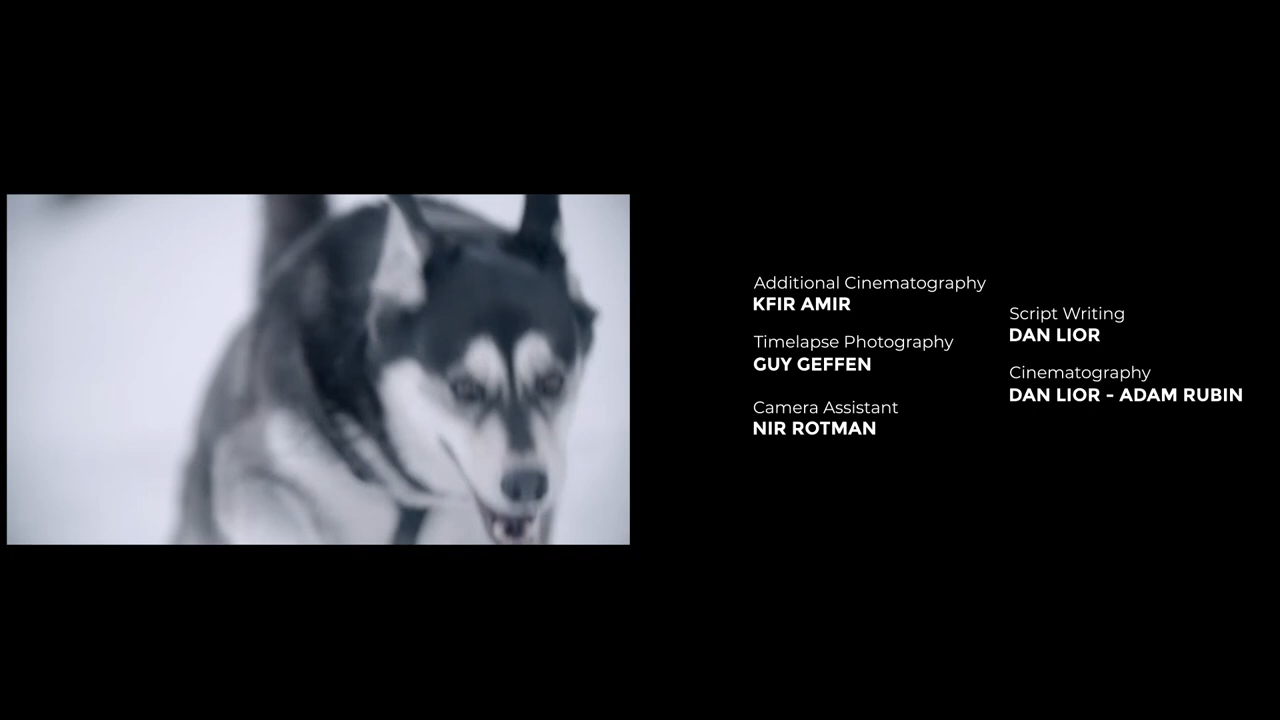 Additional Cinematography
KFIR AMIR
Timelapse Photography
GUY GEFFEN
Camera Assistant
NIR ROTMAN
Script Writing
DAN LIOR
Cinematography
DAN LIOR - ADAM RUBIN